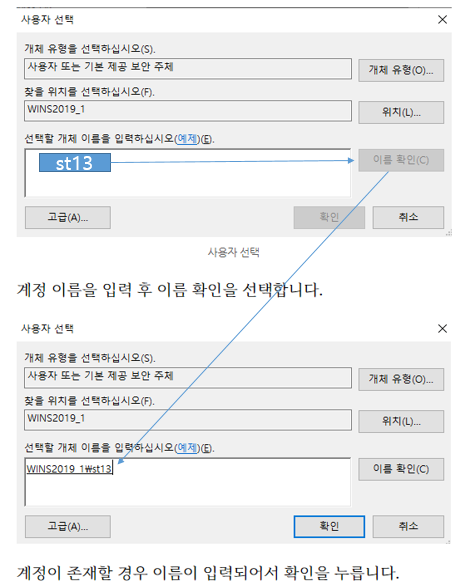 사용자 선택
개체 유형을 선택하십시오(S).
사용자 또는 기본 제공 보안 주체
개체 유형(O)...
찾을 위치를 선택하십시오(F).
WINS2019_1
위치(L)...
선택할 개체 이름을 입력하십시오(예제)(E).
st13
이름 확인(C)
고급(A)...
확인
취소
사용자 선택
계정 이름을 입력 후 이름 확인을 선택합니다.
사용자 선택
개체 유형을 선택하십시오(S).
사용자 또는 기본 제공 보안 주체
개체 유형(O)...
찾을 위치를 선택하십시오(F).
WINS2019_1
위치(L)...
선택할 개체 이름을 입력하십시오(예제)(E).
WINS2019_1₩st13
이름 확인(C)
고급(A)...
확인
취소
계정이 존재할 경우 이름이 입력되어서 확인을 누릅니다.